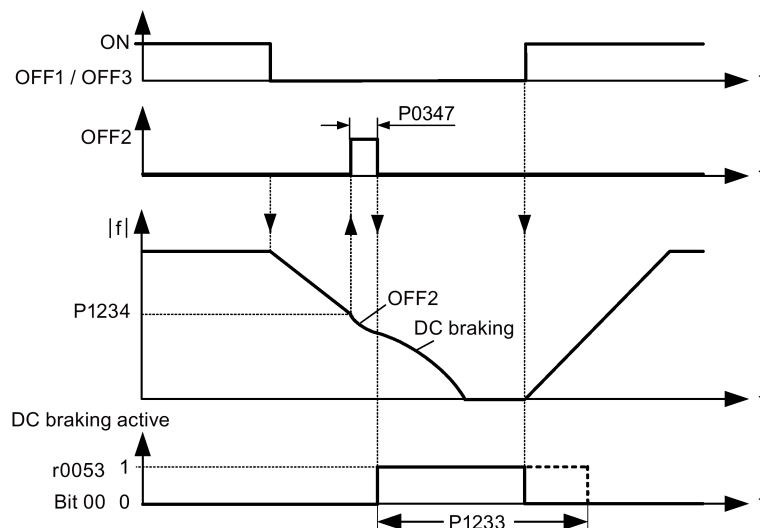 ON
OFF1 / OFF3
P0347
OFF2
|f|
P1234
OFF2
DC braking
DC braking active
r0053 1
Bit 00 0
P1233